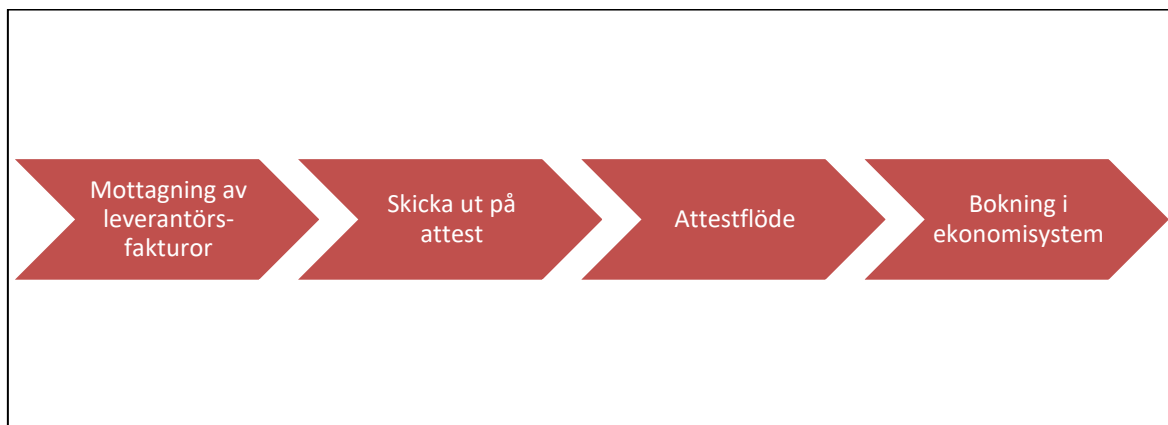 Mottagning av
leverantörs-
fakturor
Skicka ut på
attest
Attestflöde
Bokning i
ekonomisystem